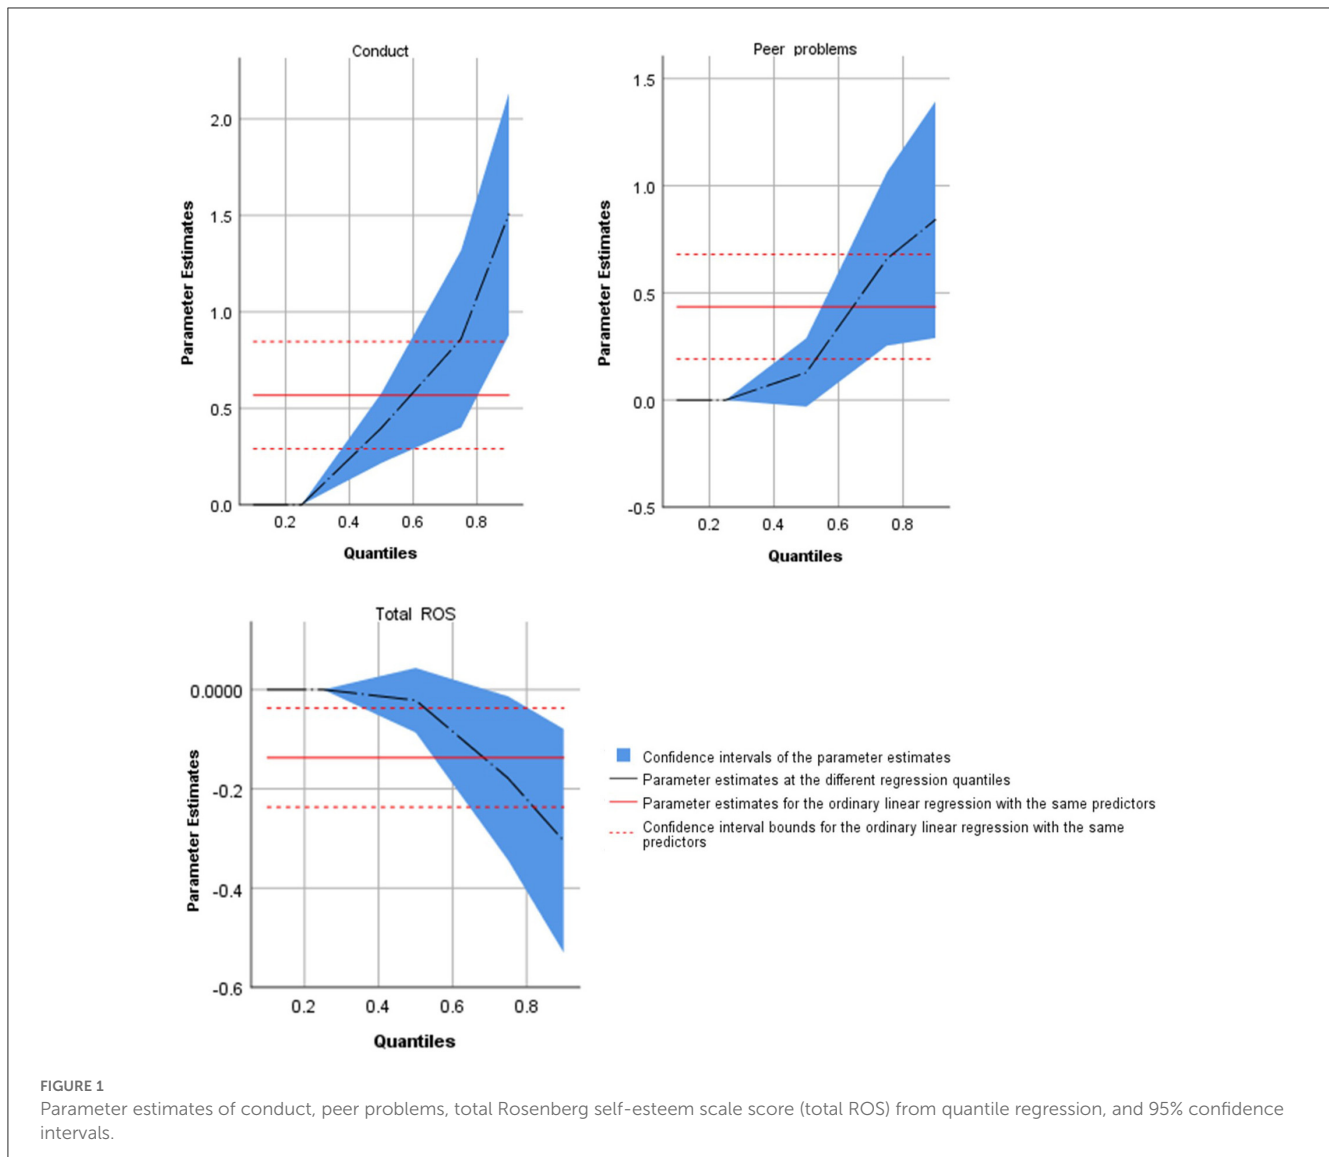 Conduct
2.0
1.5
1.0
0.5
0.0
Parameter Estimates
0.2 0.4 0.6 0.8
Quantiles
Peer problems
1.5
1.0
0.5
0.0
-0.5
Parameter Estimates
0.2 0.4 0.6 0.8
Quantiles
Total ROS
0.0000
-0.2
-0.4
-0.6
Parameter Estimates
0.2 0.4 0.6 0.8
Quantiles
Confidence intervals of the parameter estimates
Parameter estimates at the different regression quantiles
Parameter estimates for the ordinary linear regression with the same predictors
Confidence interval bounds for the ordinary linear regression with the same
predictors
FIGURE 1
Parameter estimates of conduct, peer problems, total Rosenberg self-esteem scale score (total ROS) from quantile regression, and 95% confidence
intervals.